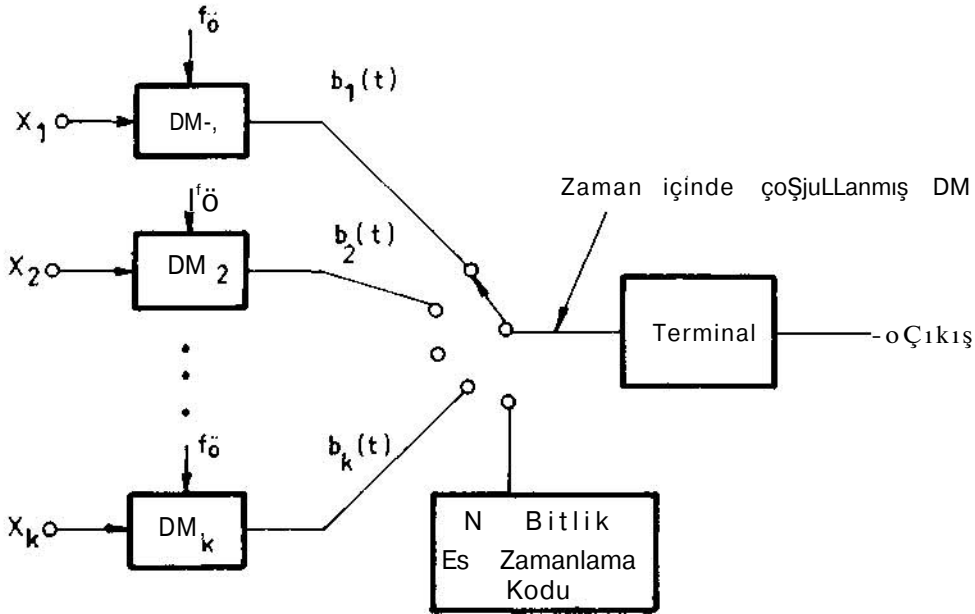 fö
b₁(t)
X₁
DM-,
Zaman içinde çoŞjuLLanmış DM
fÖ
b₂(t)
X₂
DM 2
Terminal
-oÇıkış
fö
bₖ(t)
Xₖ
DMₖ
N Bitlik
Es Zamanlama
Kodu